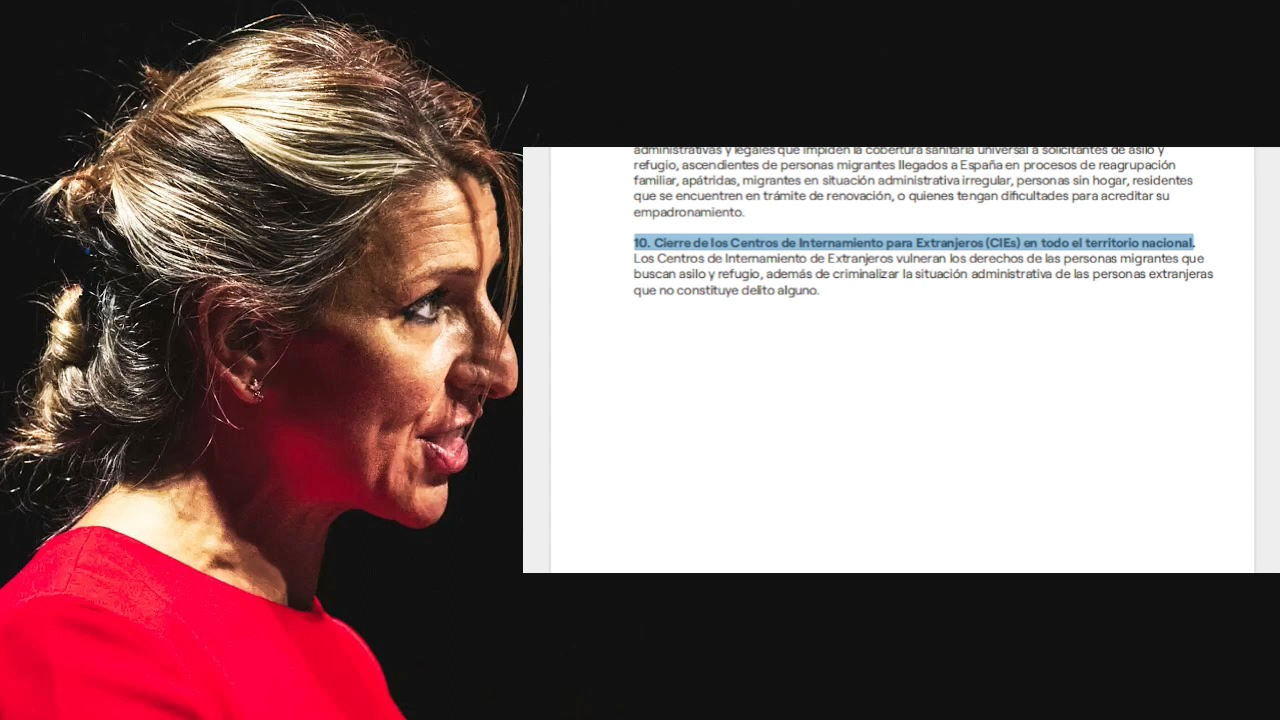 administrativas y legales que impiden la cobertura sanitaria universal a solicitantes de asilo y
refugio, ascendientes de personas migrantes llegados a España en procesos de reagrupación
familiar, apátridas, migrantes en situación administrativa irregular, personas sin hogar, residentes
que se encuentren en trámite de renovación, o quienes tengan dificultades para acreditar su
empadronamiento.
10. Cierre de los Centros de Internamiento para Extranjeros (CIEs) en todo el territorio nacional.
Los Centros de Internamiento de Extranjeros vulneran los derechos de las personas migrantes que
buscan asilo y refugio, además de criminalizar la situación administrativa de las personas extranjeras
que no constituye delito alguno.